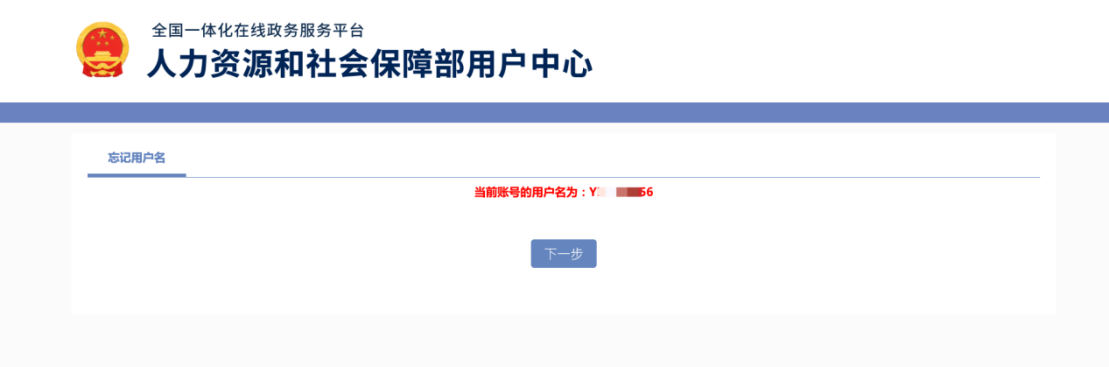 全国一体化在线政务服务平台
人力资源和社会保障部用户中心
忘记用户名
当前账号的用户名为：Y 56
下一步